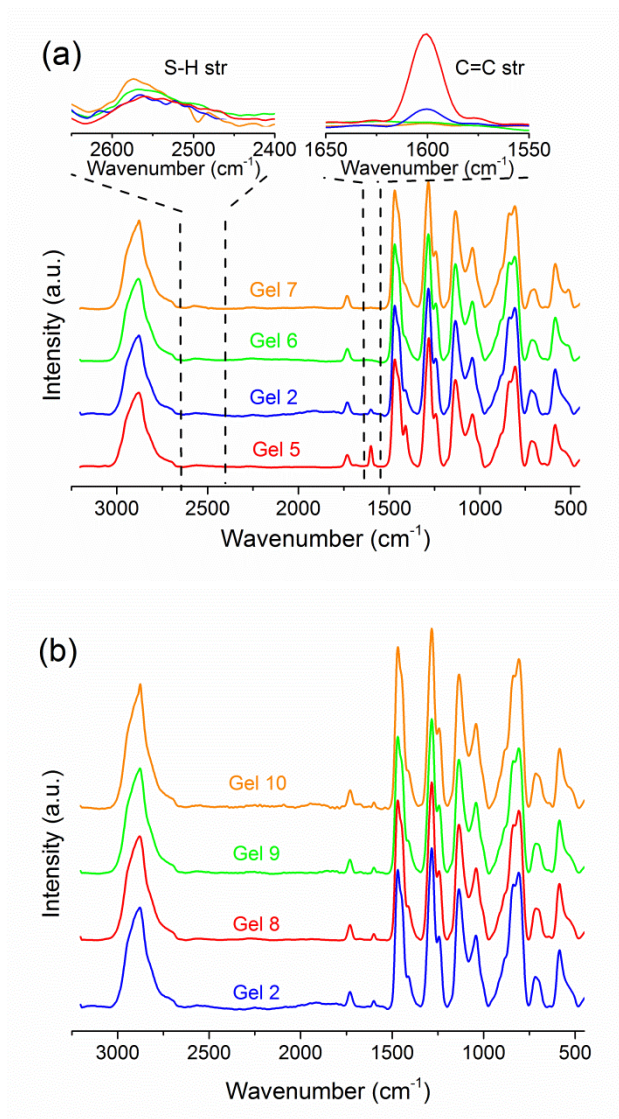 (a)
S-H str
C=C str
2600 2500 2400
Wavenumber (cm-1)
1650 1600 1550
Wavenumber (cm-1)
Gel 7
Gel 6
Gel 2
Gel 5
Intensity (a.u.)
3000 2500 2000 1500 1000 500
Wavenumber (cm-1)
(b)
Gel 10
Gel 9
Gel 8
Gel 2
Intensity (a.u.)
3000 2500 2000 1500 1000 500
Wavenumber (cm-1)